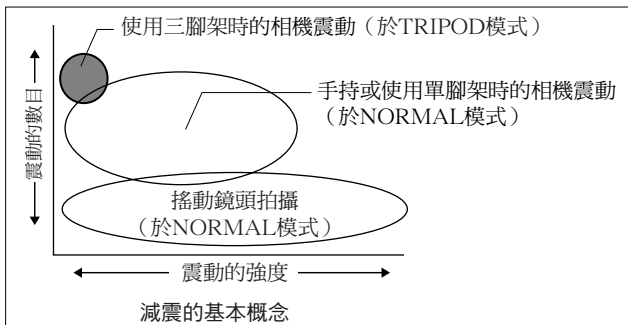 使用三腳架時的相機震動（於TRIPOD模式）
手持或使用單腳架時的相機震動
（於NORMAL模式）
震動的數目
搖動鏡頭拍攝
（於NORMAL模式）
震動的強度
減震的基本概念